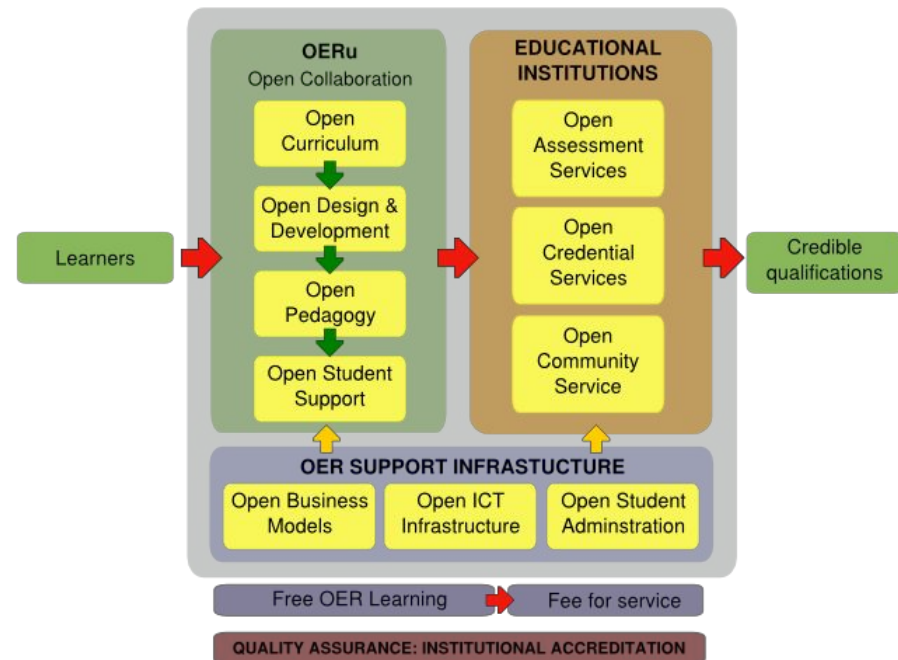 OERu
Open Collaboration
Open
Curriculum
Open Design &
Development
Open
Pedagogy
Open Student
Support
EDUCATIONAL
INSTITUTIONS
Open
Assessment
Services
Open
Credential
Services
Open
Community
Service
Learners
Credible
qualifications
OER SUPPORT INFRASTUCTURE
Open Business
Models
Open ICT
Infrastructure
Open Student
Adminstration
Free OER Learning
Fee for service
QUALITY ASSURANCE: INSTITUTIONAL ACCREDITATION